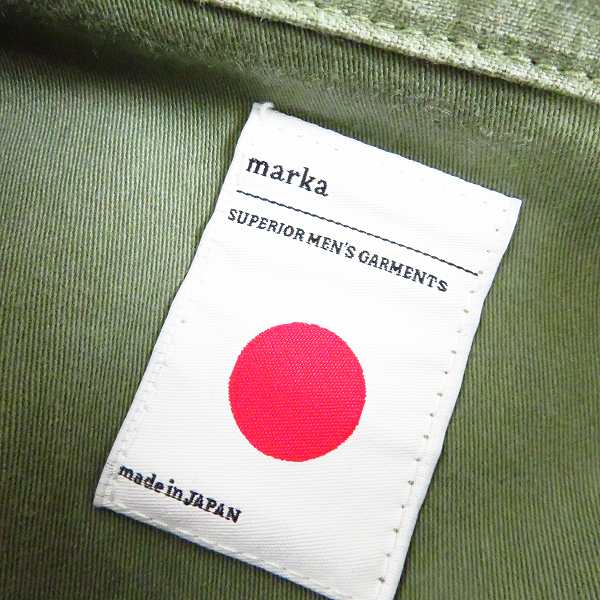 marka
SUPERIOR MEN'S GARMENTS
made in JAPAN